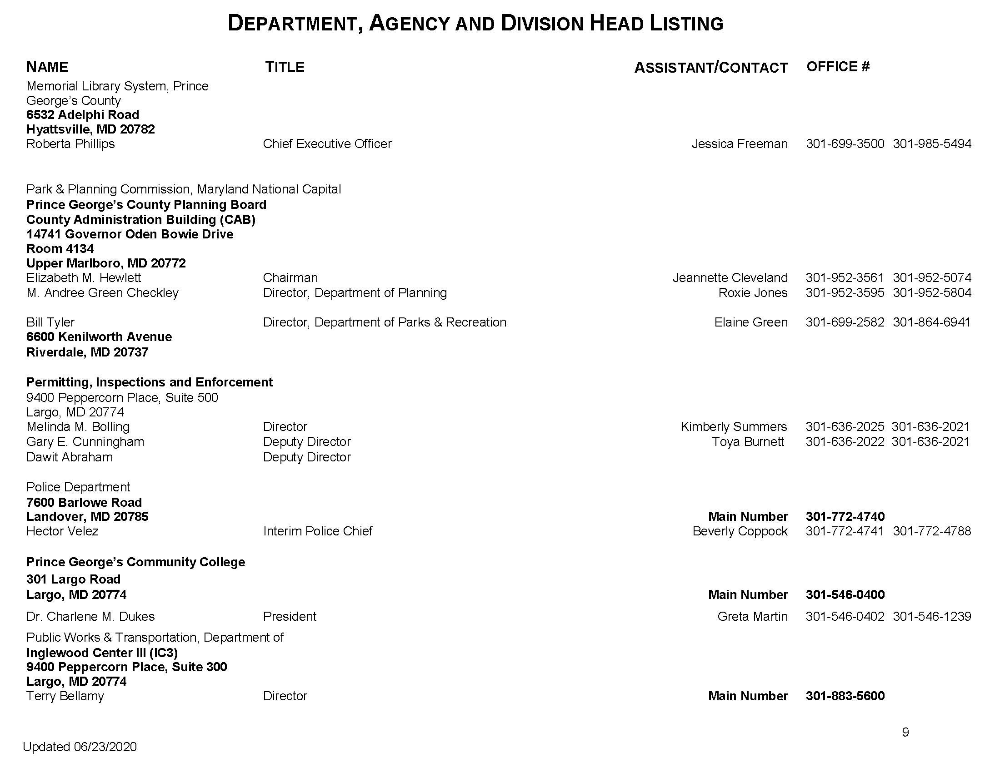 DEPARTMENT, AGENCY AND DIVISION HEAD LISTING
NAME TITLE ASSISTANT/CONTACT OFFICE #
Memorial Library System, Prince
George’s County
6532 Adelphi Road
Hyattsville, MD 20782
Roberta Phillips Chief Executive Officer Jessica Freeman 301-699-3500 301-985-5494
Park & Planning Commission, Maryland National Capital
Prince George’s County Planning Board
County Administration Building (CAB)
14741 Governor Oden Bowie Drive
Room 4134
Upper Marlboro, MD 20772
Elizabeth M. Hewlett Chairman Jeannette Cleveland 301-952-3561 301-952-5074
M. Andree Green Checkley Director, Department of Planning Roxie Jones 301-952-3595 301-952-5804
Bill Tyler Director, Department of Parks & Recreation Elaine Green 301-699-2582 301-864-6941
6600 Kenilworth Avenue
Riverdale, MD 20737
Permitting, Inspections and Enforcement
9400 Peppercorn Place, Suite 500
Largo, MD 20774
Melinda M. Bolling Director Kimberly Summers 301-636-2025 301-636-2021
Gary E. Cunningham Deputy Director Toya Burnett 301-636-2022 301-636-2021
Dawit Abraham Deputy Director
Police Department
7600 Barlowe Road
Landover, MD 20785 Main Number 301-772-4740
Hector Velez Interim Police Chief Beverly Coppock 301-772-4741 301-772-4788
Prince George’s Community College
301 Largo Road
Largo, MD 20774 Main Number 301-546-0400
Dr. Charlene M. Dukes President Greta Martin 301-546-0402 301-546-1239
Public Works & Transportation, Department of
Inglewood Center III (IC3)
9400 Peppercorn Place, Suite 300
Largo, MD 20774
Terry Bellamy Director Main Number 301-883-5600
9
Updated 06/23/2020